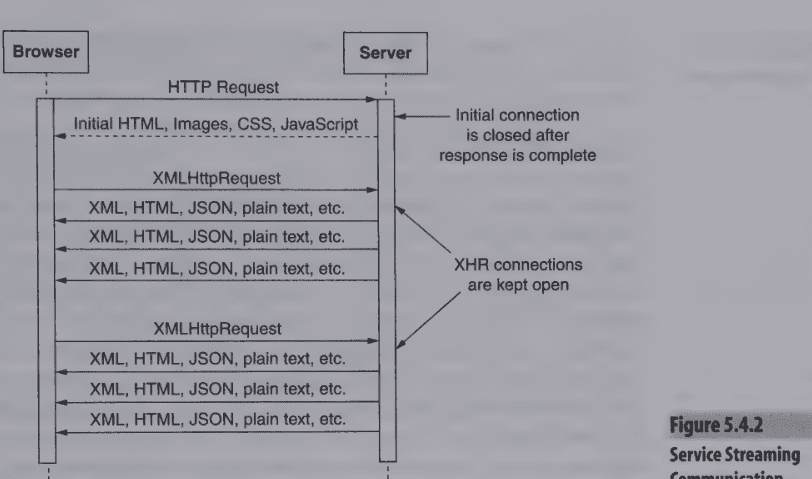 Browser
Server
HTTP Request
Initial HTML, Images, CSS, JavaScript
Initial connection
is closed after
response is complete
XMLHttpRequest
XML, HTML, JSON, plain text, etc.
XML, HTML, JSON, plain text, etc.
XML, HTML, JSON, plain text, etc.
XHR connections
are kept open
XMLHttpRequest
XML, HTML, JSON, plain text, etc.
XML, HTML, JSON, plain text, etc.
XML, HTML, JSON, plain text, etc.
Figure 5.4.2
Service Streaming
Communication